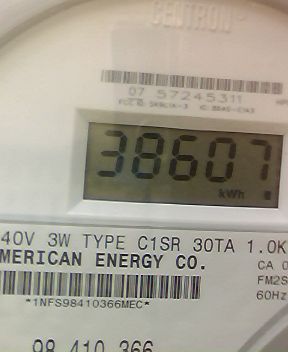 CENTRON
07 57245311
38607
kWh
40V 3W TYPE C1SR 30TA 1.0K
MERICAN ENERGY CO.
CA 0
FM2S
60Hz
*1NFS98410366MEC*
98 410 366